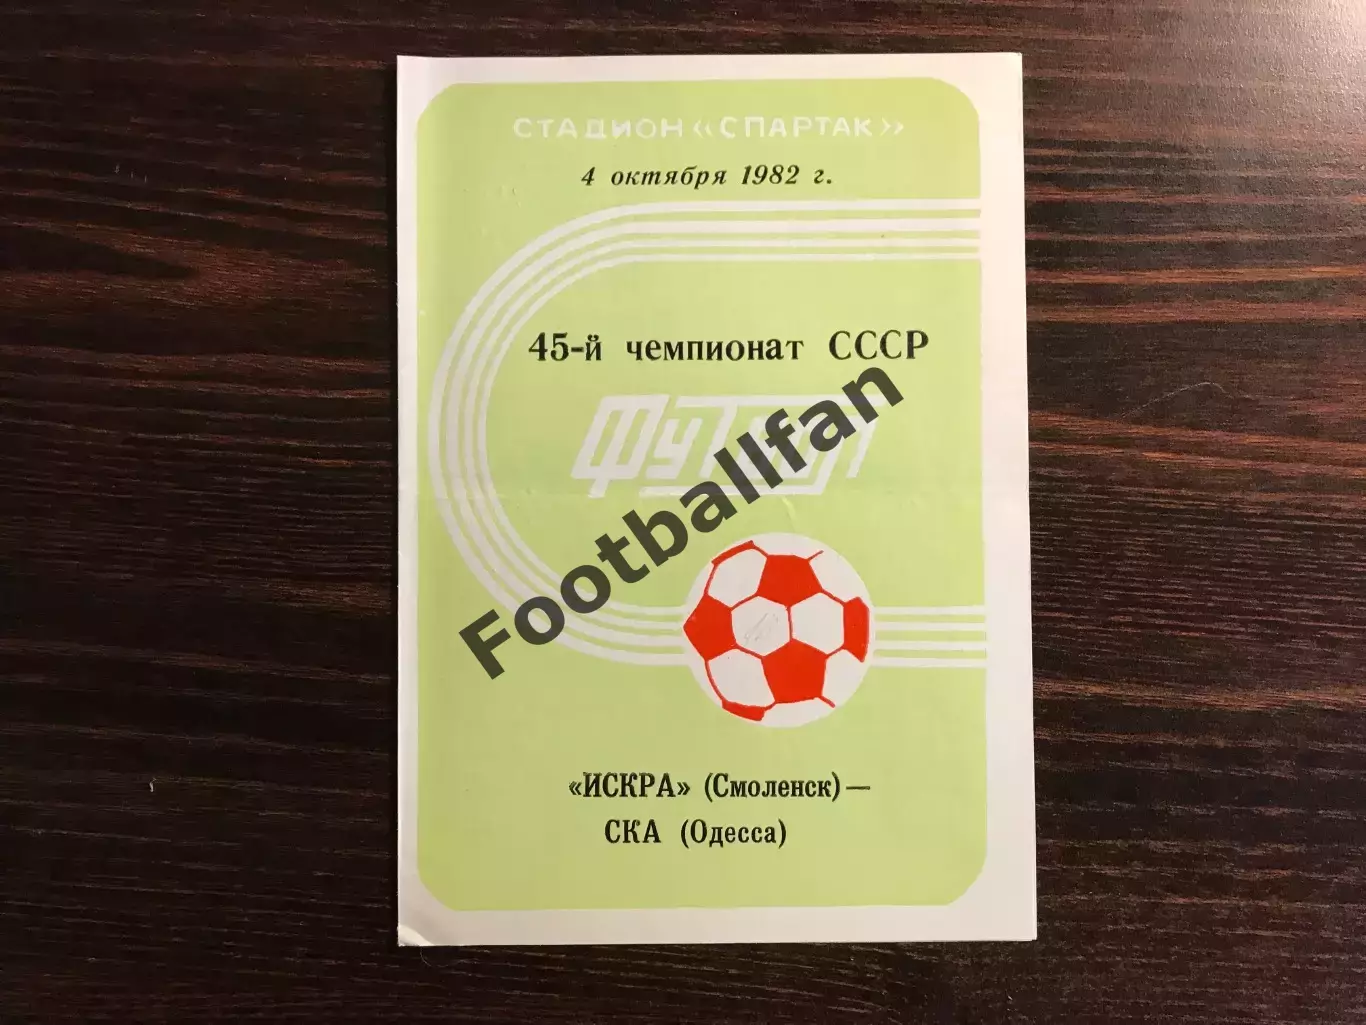 СТАДИОН «СПАРТАК»
4 октября 1982 г.
45-й чемпионат СССР
Футбол
Footballfan
«ИСКРА» (Смоленск) —
СКА (Одесса)